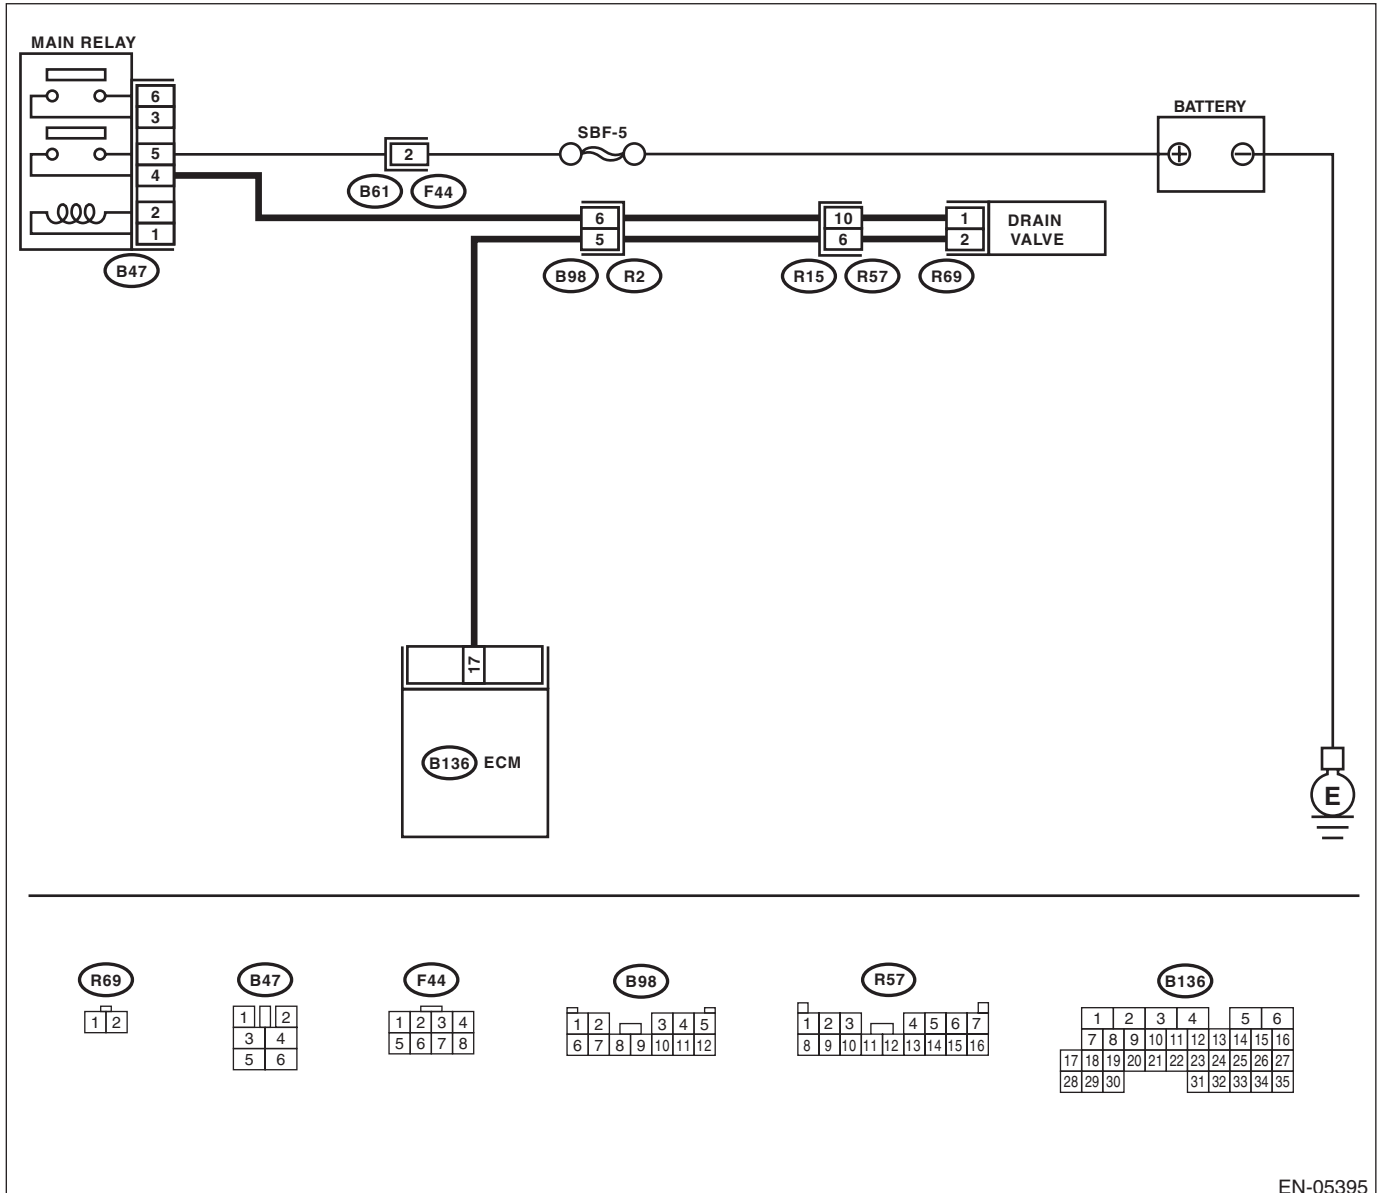 MAIN RELAY
6
3
5
4
2
1
B47
2
B61 F44
SBF-5
BATTERY
+ −
6
5
B98 R2
10
6
R15 R57
1
2
R69
DRAIN
VALVE
17
B136 ECM
E
R69
1 2
B47
1 2
3 4
5 6
F44
1 2 3 4
5 6 7 8
B98
1 2 3 4 5
6 7 8 9 10 11 12
R57
1 2 3 4 5 6 7
8 9 10 11 12 13 14 15 16
B136
1 2 3 4 5 6
7 8 9 10 11 12 13 14 15 16
17 18 19 20 21 22 23 24 25 26 27
28 29 30 31 32 33 34 35
EN-05395